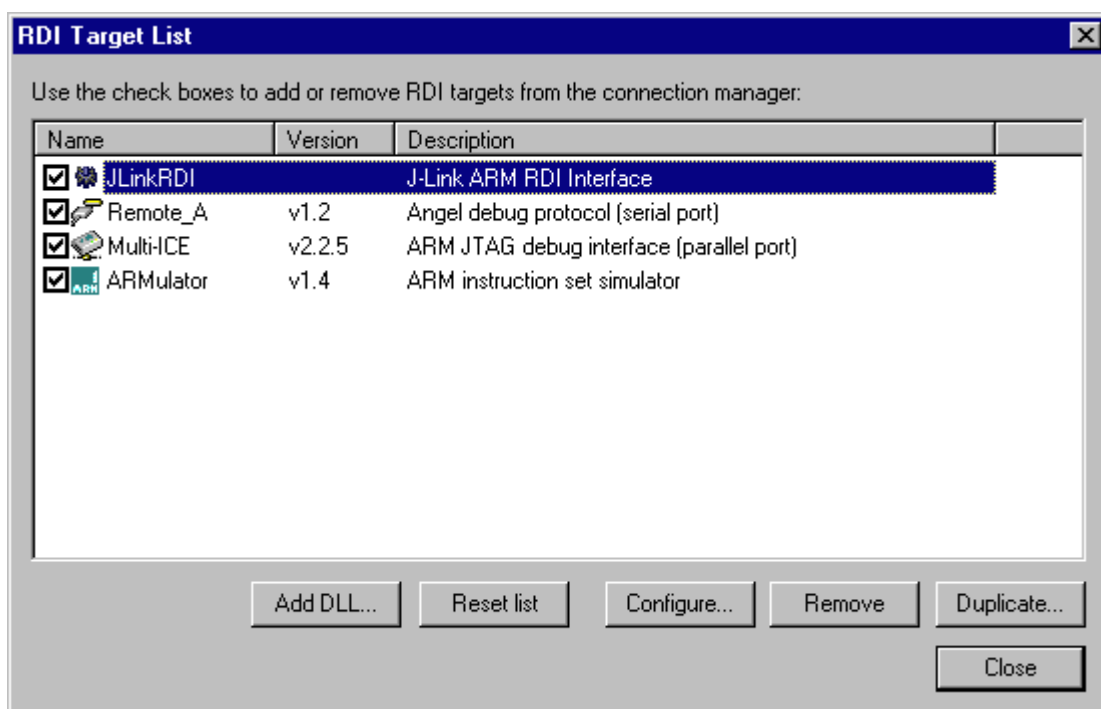 RDI Target List
Use the check boxes to add or remove RDI targets from the connection manager:
Name Version Description
JLinkRDI J-Link ARM RDI Interface
Remote_A v1.2 Angel debug protocol (serial port)
Multi-ICE v2.2.5 ARM JTAG debug interface (parallel port)
ARMulator v1.4 ARM instruction set simulator
Add DLL... Reset list Configure... Remove Duplicate...
Close